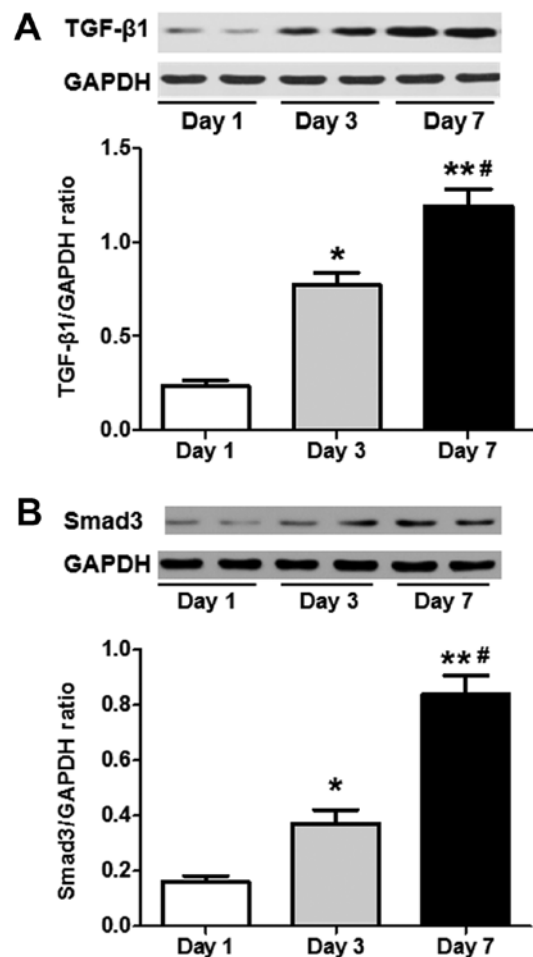 A
TGF-β1
GAPDH
Day 1 Day 3 Day 7
TGF-β1/GAPDH ratio
1.5
1.0
0.5
0.0
*
**#
Day 1 Day 3 Day 7
B
Smad3
GAPDH
Day 1 Day 3 Day 7
Smad3/GAPDH ratio
1.0
0.8
0.6
0.4
0.2
0.0
*
**#
Day 1 Day 3 Day 7